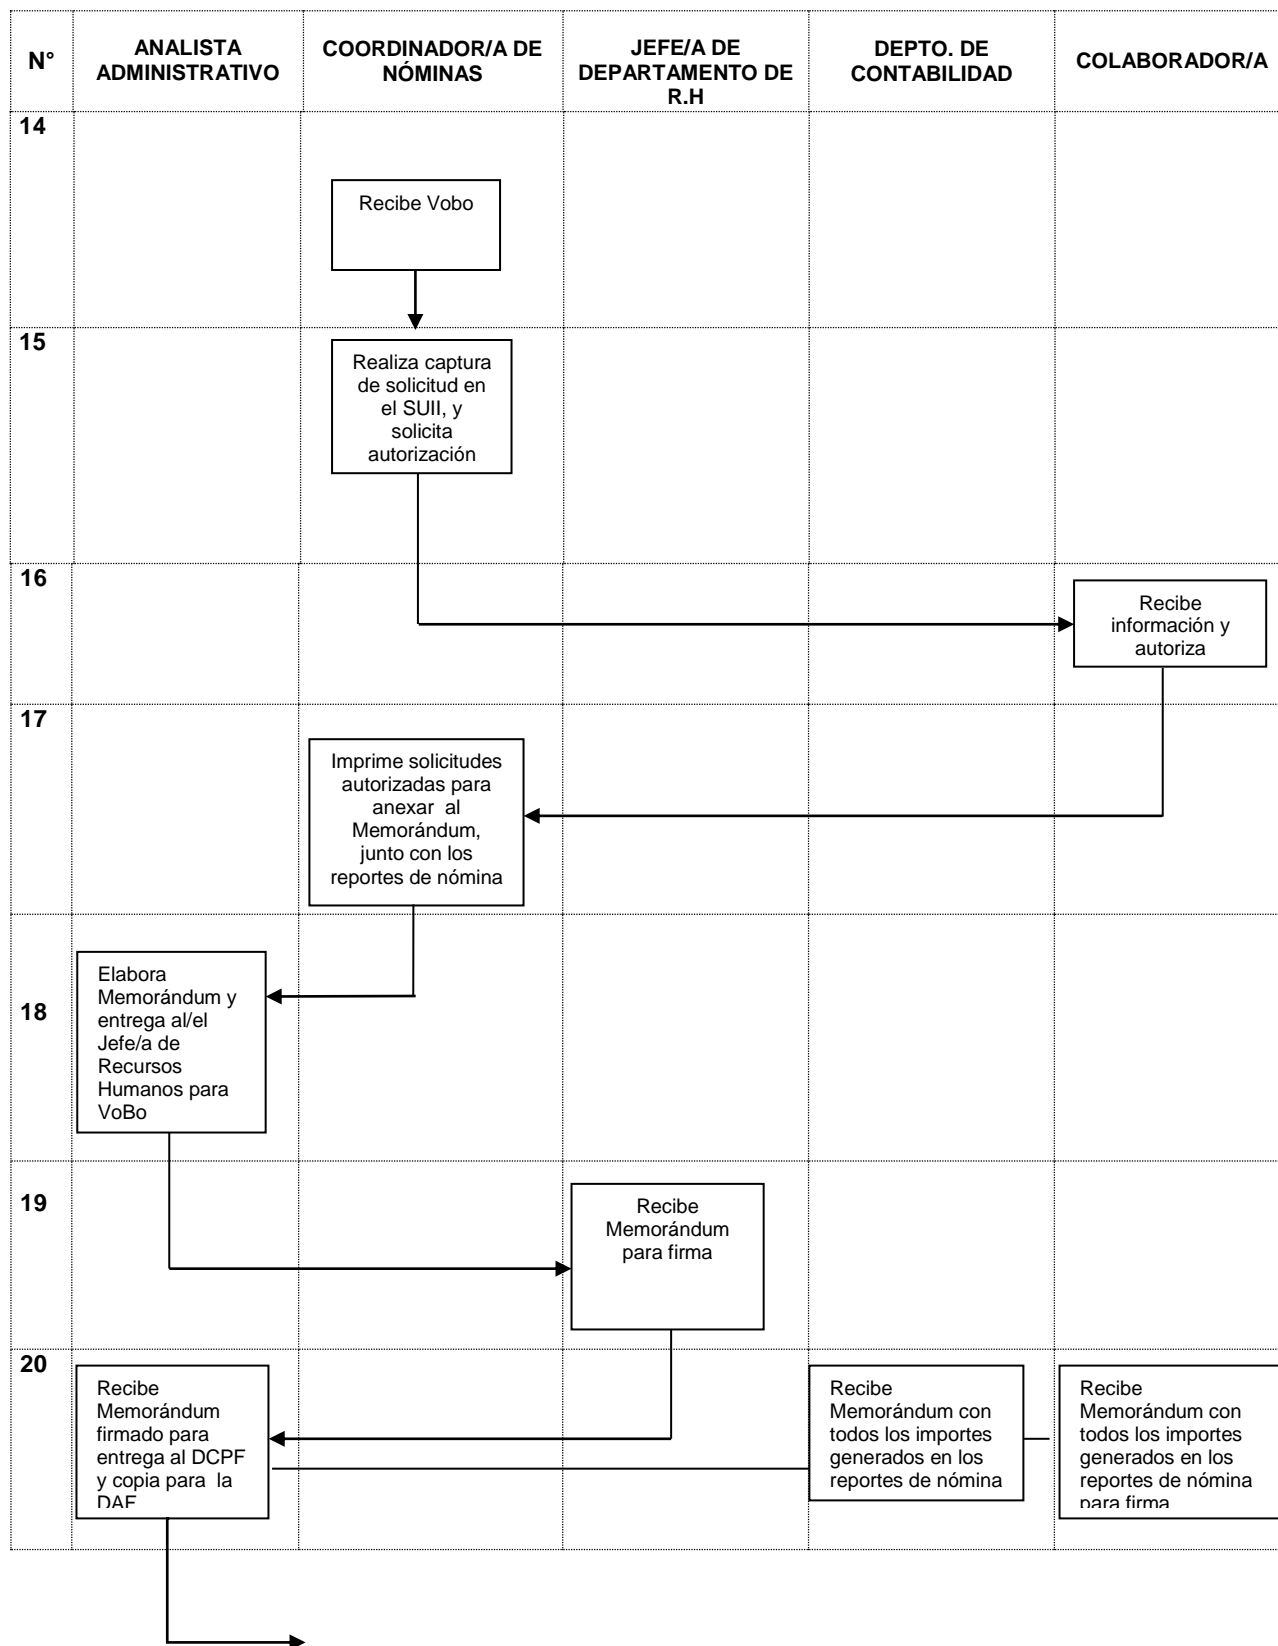 N°
ANALISTA
ADMINISTRATIVO
COORDINADOR/A DE
NÓMINAS
JEFE/A DE
DEPARTAMENTO DE
R.H
DEPTO. DE
CONTABILIDAD
COLABORADOR/A
14
Recibe Vobo
15
Realiza captura
de solicitud en
el SUII, y
solicita
autorización
16
Recibe
información y
autoriza
17
Imprime solicitudes
autorizadas para
anexar al
Memorándum,
junto con los
reportes de nómina
18
Elabora
Memorándum y
entrega al/el
Jefe/a de
Recursos
Humanos para
VoBo
19
Recibe
Memorándum
para firma
20
Recibe
Memorándum
firmado para
entrega al DCPF
y copia para la
DAF
Recibe
Memorándum con
todos los importes
generados en los
reportes de nómina
Recibe
Memorándum con
todos los importes
generados en los
reportes de nómina
para firma